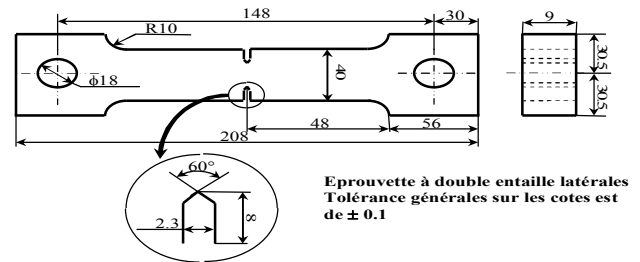 148
30
9
R10
ϕ18
40
30.5
30.5
48
56
208
60°
2.3
8
Eprouvette à double entaille latérales
Tolérance générales sur les cotes est
de ± 0.1